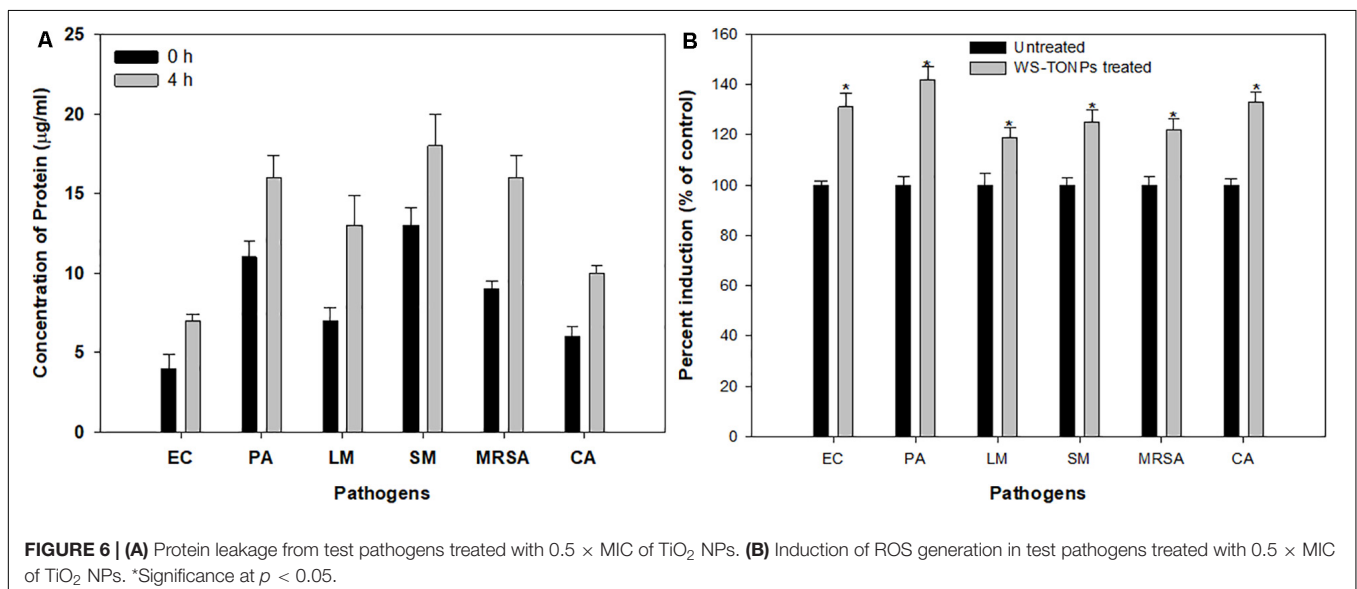 A
25
20
15
10
5
0
Concentration of Protein (µg/ml)
0 h
4 h
EC PA LM SM MRSA CA
Pathogens
B
160
140
120
100
80
60
40
20
0
Percent induction (% of control)
Untreated
WS-TONPs treated
* * * * * *
EC PA LM SM MRSA CA
Pathogens
FIGURE 6 | (A) Protein leakage from test pathogens treated with 0.5 × MIC of TiO₂ NPs. (B) Induction of ROS generation in test pathogens treated with 0.5 × MIC
of TiO₂ NPs. *Significance at p < 0.05.